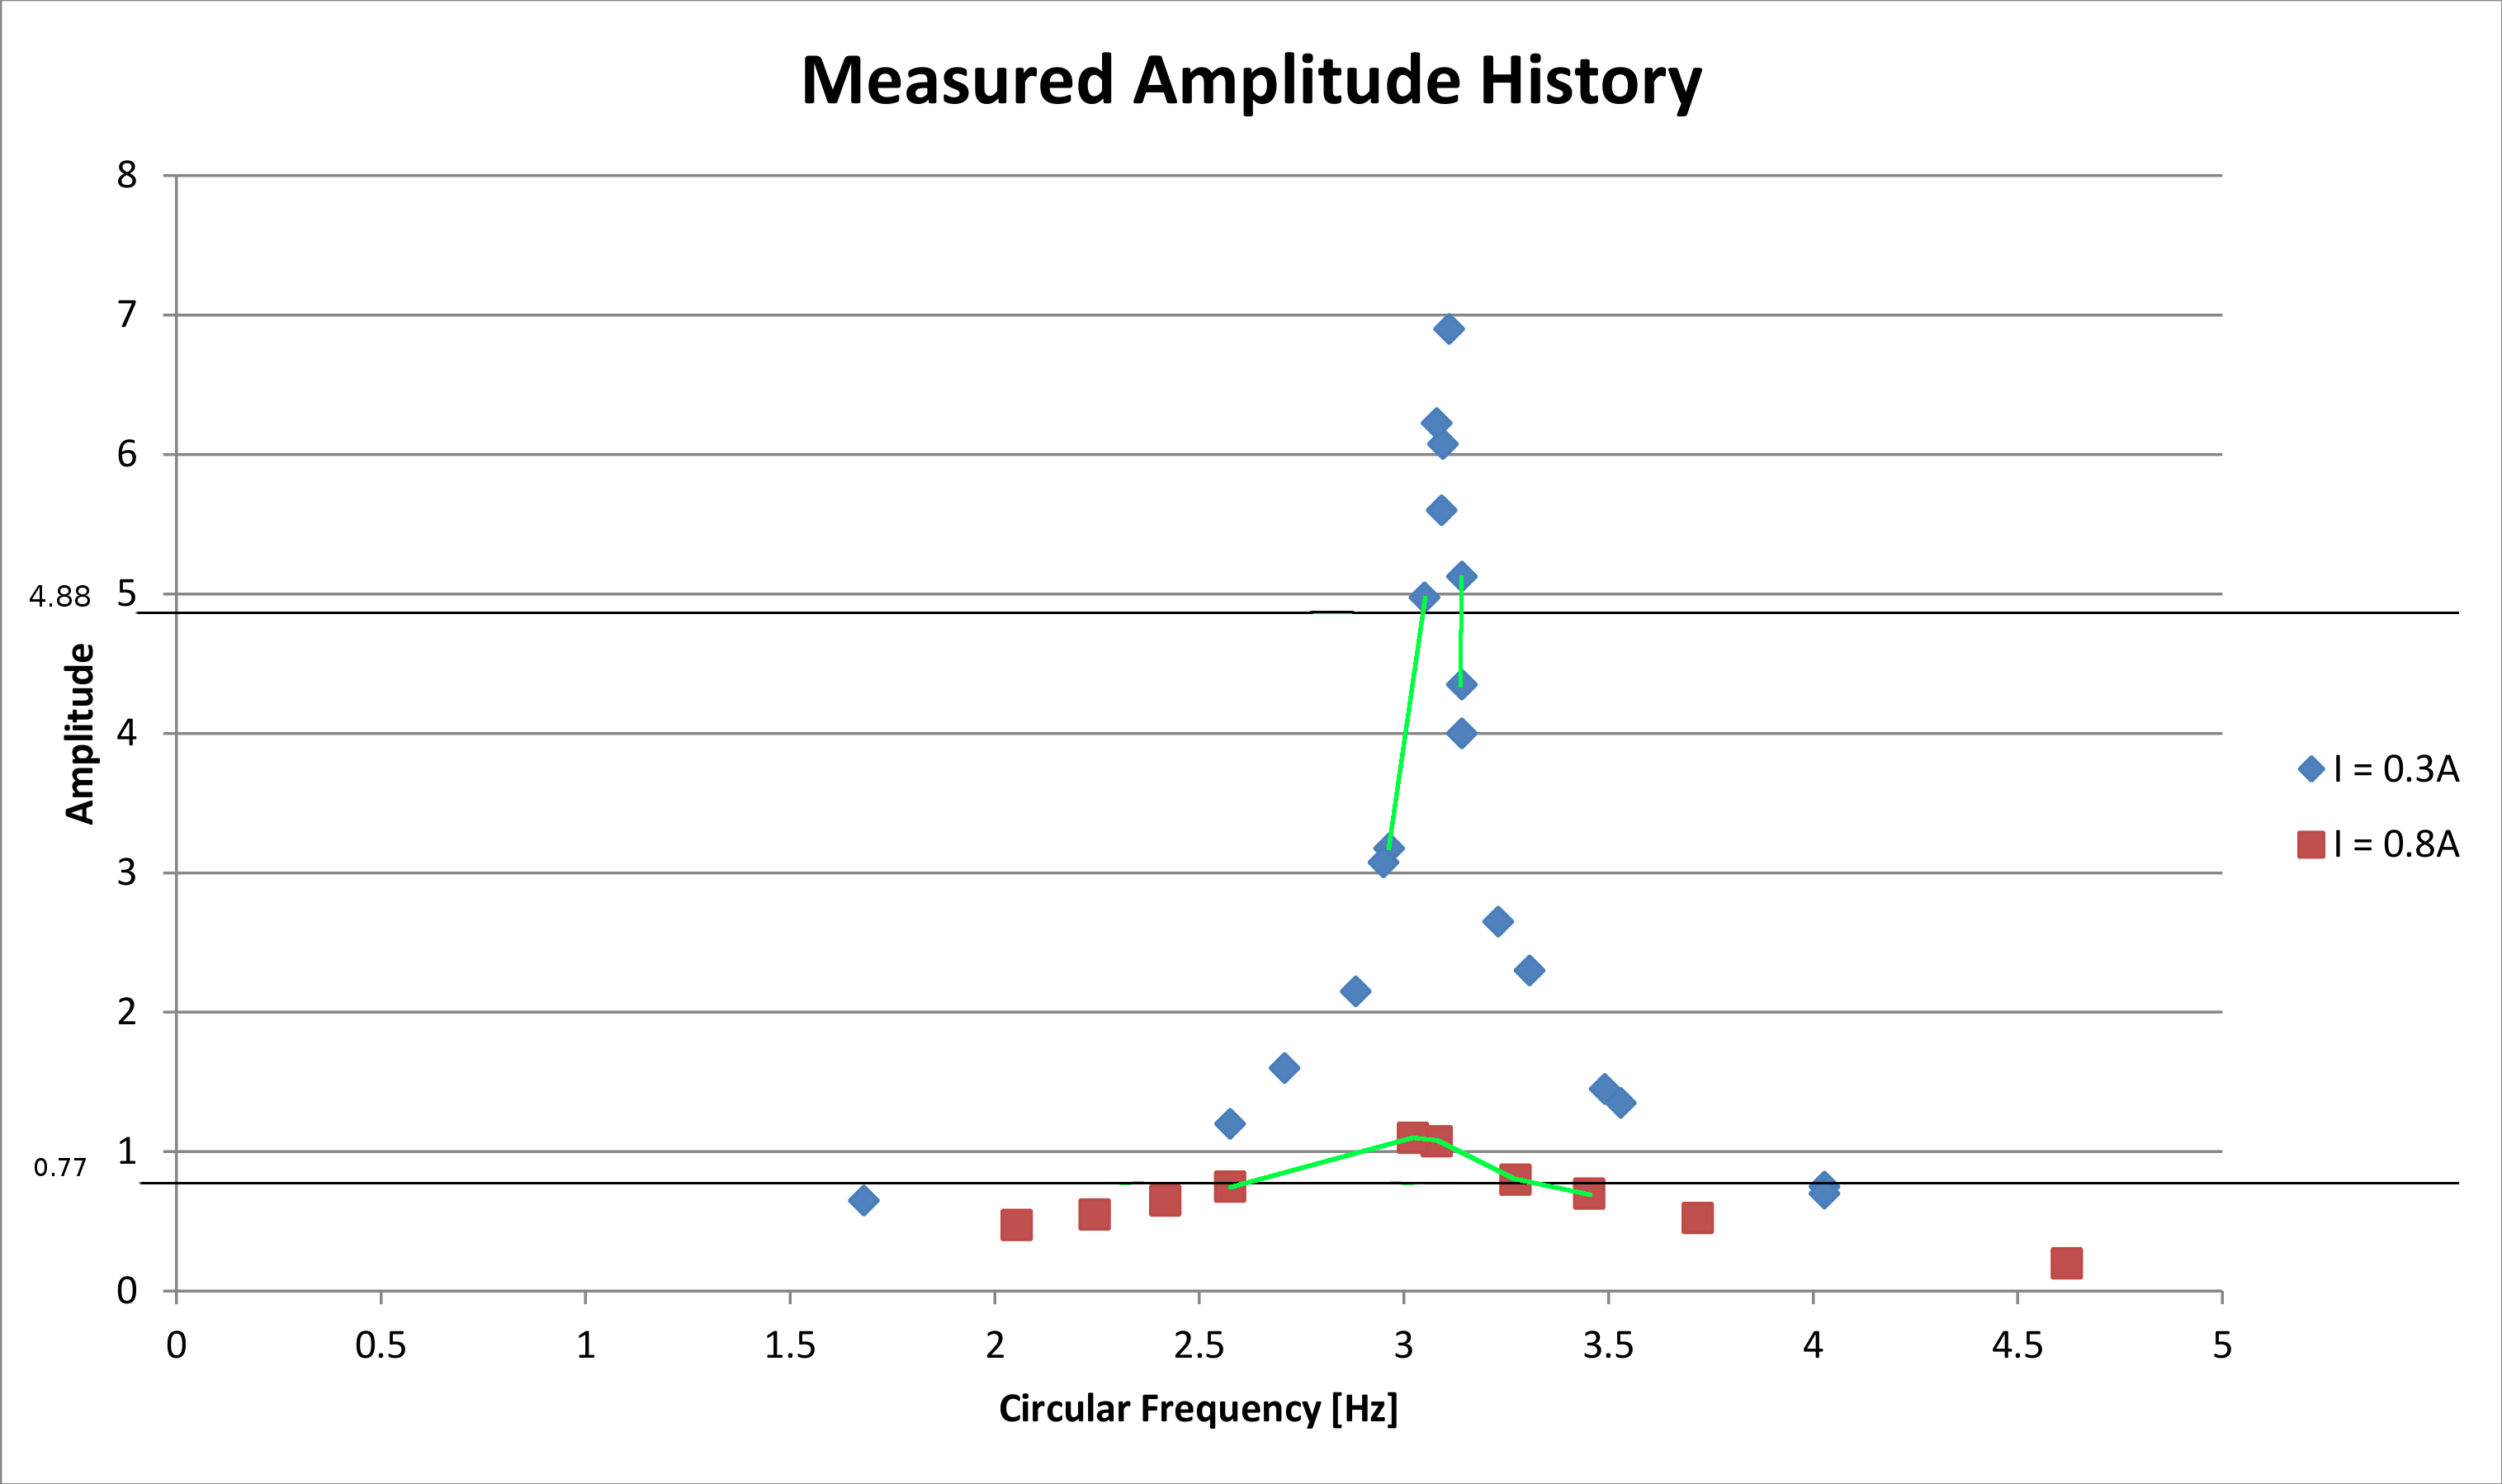 Measured Amplitude History
8
7
6
5
4.88
4
3
2
1
0.77
0
Amplitude
I = 0.3A
I = 0.8A
0 0.5 1 1.5 2 2.5 3 3.5 4 4.5 5
Circular Frequency [Hz]